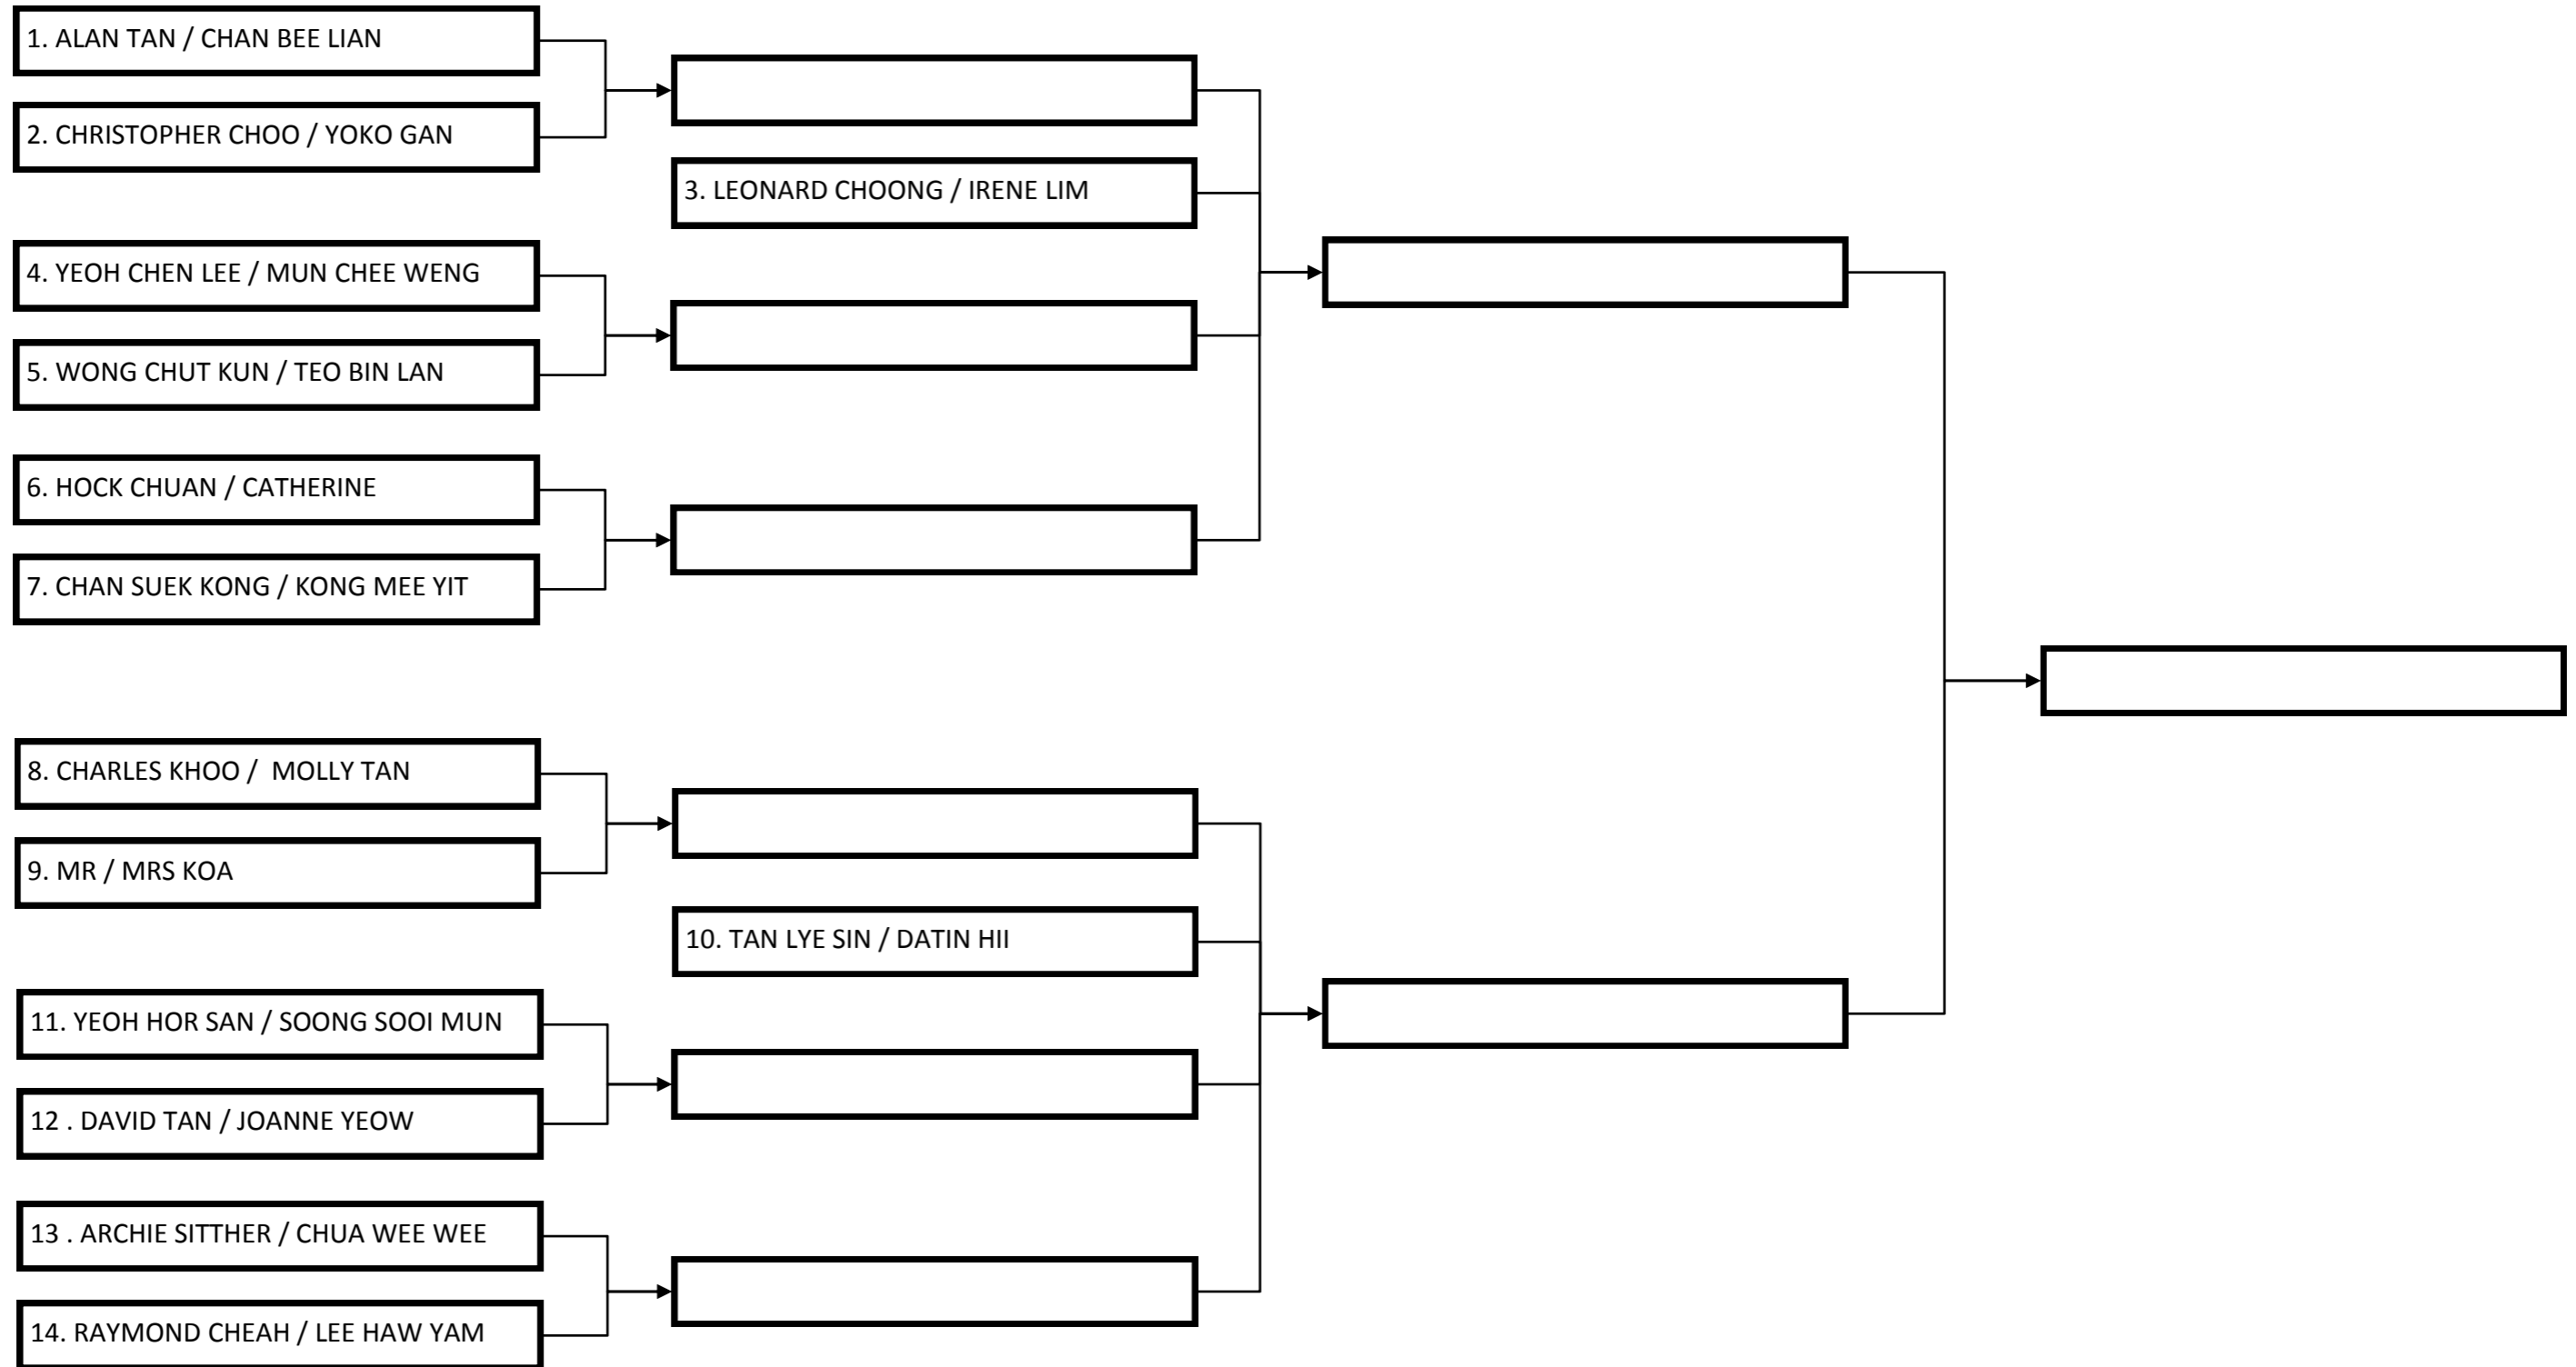 1. ALAN TAN / CHAN BEE LIAN
2. CHRISTOPHER CHOO / YOKO GAN
3. LEONARD CHOONG / IRENE LIM
4. YEOH CHEN LEE / MUN CHEE WENG
5. WONG CHUT KUN / TEO BIN LAN
6. HOCK CHUAN / CATHERINE
7. CHAN SUEK KONG / KONG MEE YIT
8. CHARLES KHOO /  MOLLY TAN
9. MR / MRS KOA
10. TAN LYE SIN / DATIN HII
11. YEOH HOR SAN / SOONG SOOI MUN
12 . DAVID TAN / JOANNE YEOW
13 . ARCHIE SITTHER / CHUA WEE WEE
14. RAYMOND CHEAH / LEE HAW YAM